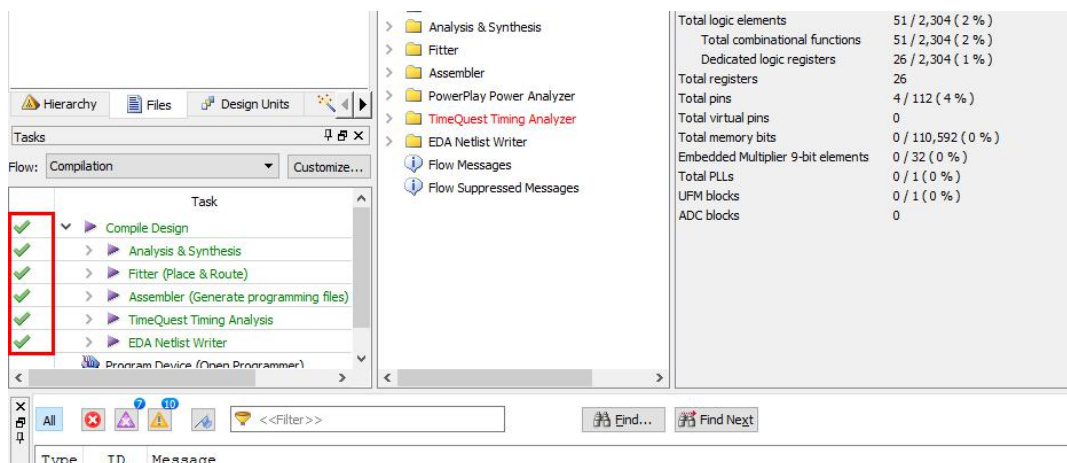 Hierarchy Files Design Units
Tasks
Flow: Compilation Customize...
Task
Compile Design
Analysis & Synthesis
Fitter (Place & Route)
Assembler (Generate programming files)
TimeQuest Timing Analysis
EDA Netlist Writer
Program Device (Open Programmer)
Analysis & Synthesis
Fitter
Assembler
PowerPlay Power Analyzer
TimeQuest Timing Analyzer
EDA Netlist Writer
Flow Messages
Flow Suppressed Messages
Total logic elements 51 / 2,304 ( 2 % )
Total combinational functions 51 / 2,304 ( 2 % )
Dedicated logic registers 26 / 2,304 ( 1 % )
Total registers 26
Total pins 4 / 112 ( 4 % )
Total virtual pins 0
Total memory bits 0 / 110,592 ( 0 % )
Embedded Multiplier 9-bit elements 0 / 32 ( 0 % )
Total PLLs 0 / 1 ( 0 % )
UFM blocks 0 / 1 ( 0 % )
ADC blocks 0
All 7 10 <<Filter>> Find... Find Next
Type ID Message